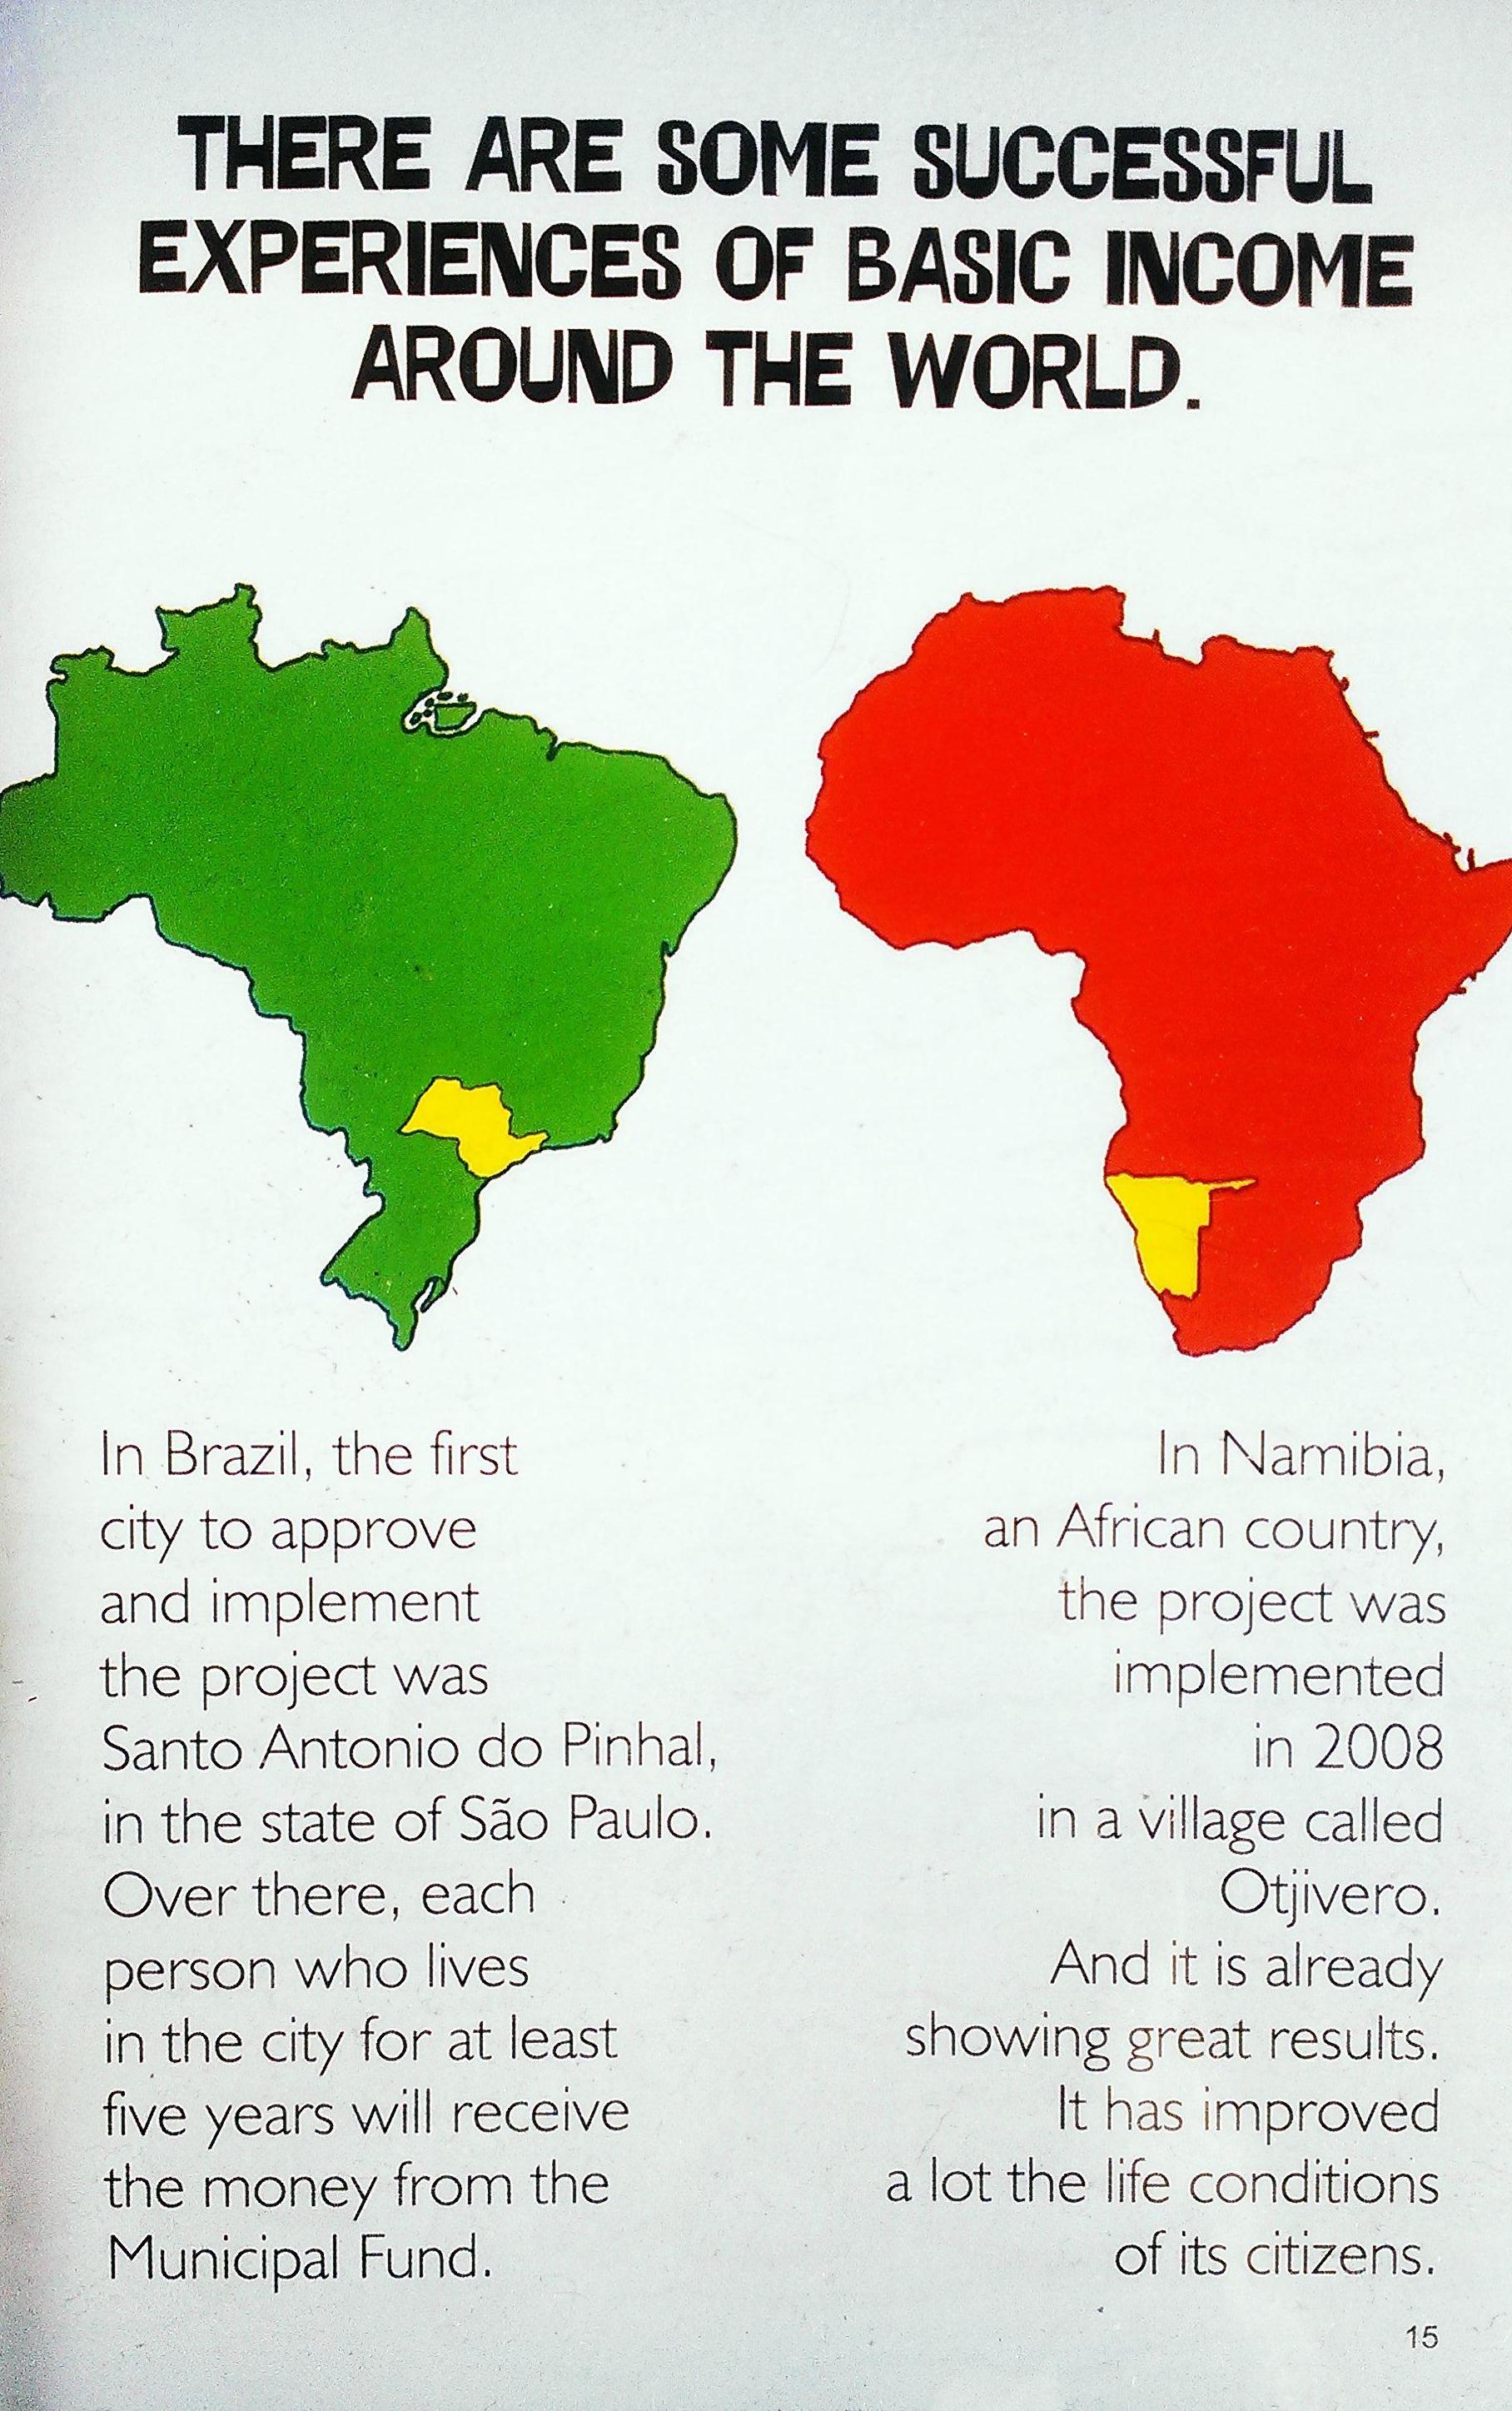 THERE ARE SOME SUCCESSFUL
EXPERIENCES OF BASIC INCOME
AROUND THE WORLD.
In Brazil, the first
city to approve
and implement
the project was
Santo Antonio do Pinhal,
in the state of São Paulo.
Over there, each
person who lives
in the city for at least
five years will receive
the money from the
Municipal Fund.
In Namibia,
an African country,
the project was
implemented
in 2008
in a village called
Otjivero.
And it is already
showing great results.
It has improved
a lot the life conditions
of its citizens.
15